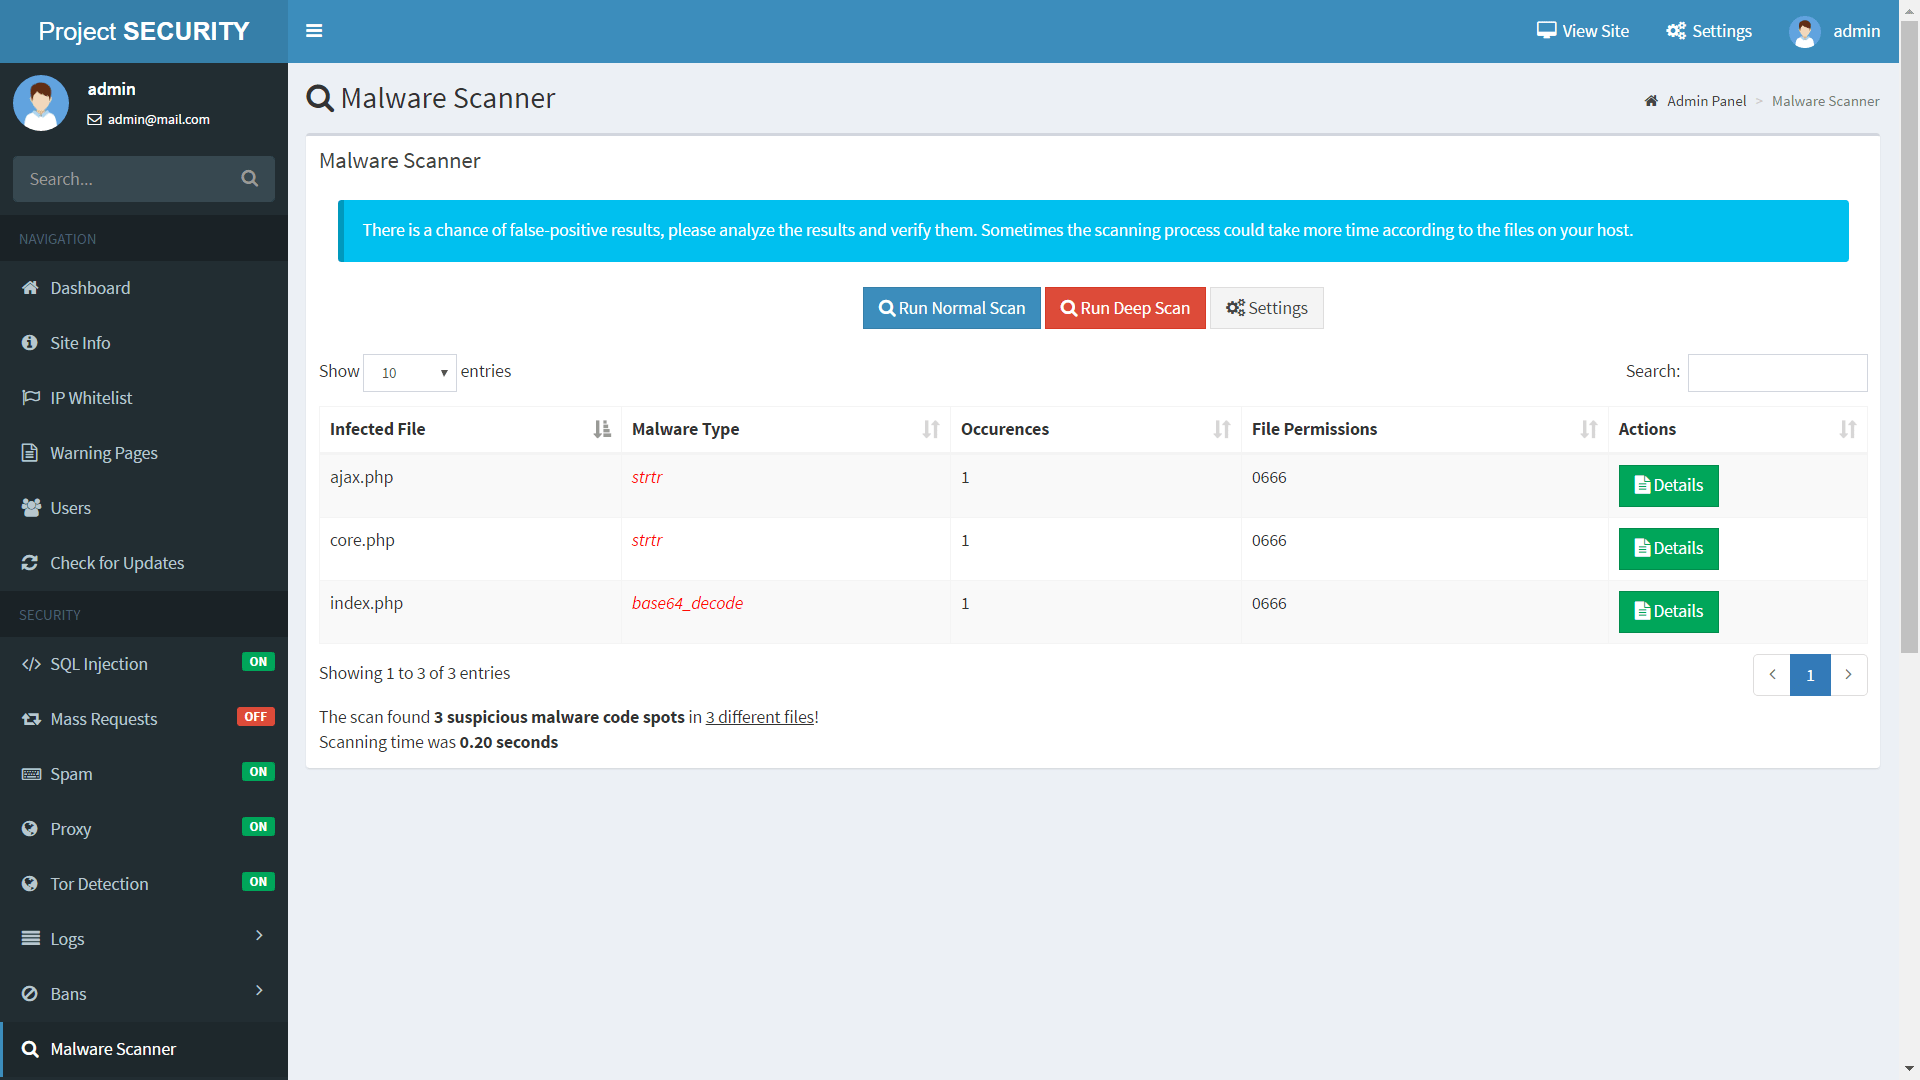 Project SECURITY
View Site
Settings
admin
admin
admin@mail.com
Search...
NAVIGATION
Dashboard
Site Info
IP Whitelist
Warning Pages
Users
Check for Updates
SECURITY
SQL Injection ON
Mass Requests OFF
Spam ON
Proxy ON
Tor Detection ON
Logs
Bans
Malware Scanner
Malware Scanner
Admin Panel > Malware Scanner
Malware Scanner
There is a chance of false-positive results, please analyze the results and verify them. Sometimes the scanning process could take more time according to the files on your host.
Run Normal Scan Run Deep Scan Settings
Show 10 entries
Search:
Infected File Malware Type Occurences File Permissions Actions
ajax.php strtr 1 0666 Details
core.php strtr 1 0666 Details
index.php base64_decode 1 0666 Details
Showing 1 to 3 of 3 entries
1
The scan found 3 suspicious malware code spots in 3 different files!
Scanning time was 0.20 seconds